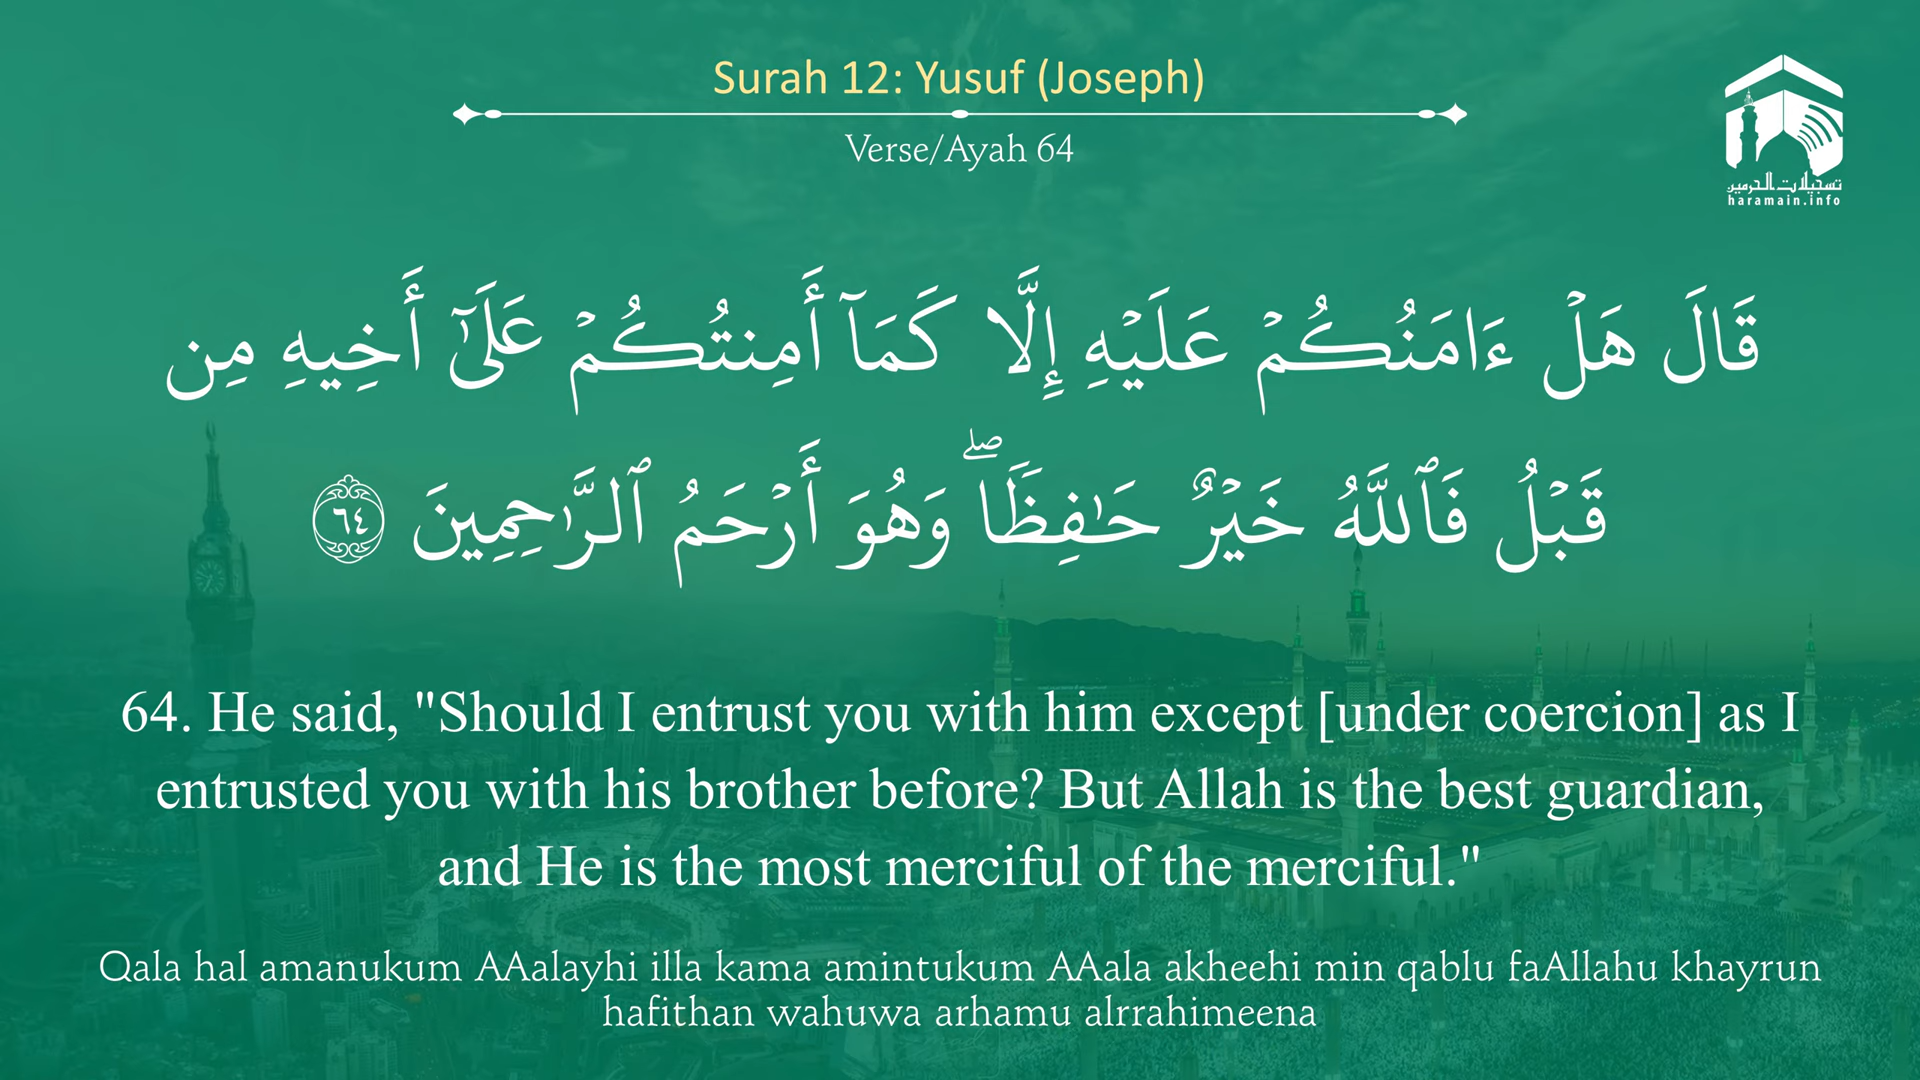 Surah 12: Yusuf (Joseph)
Verse/Ayah 64
تسجيلات الحرمين
haramain.info
قَالَ هَلْ ءَامَنُكُمْ عَلَيْهِ إِلَّا كَمَآ أَمِنتُكُمْ عَلَىٰٓ أَخِيهِ مِن
قَبْلُ فَٱللَّهُ خَيْرٌ حَـٰفِظًۭا ۖ وَهُوَ أَرْحَمُ ٱلرَّٰحِمِينَ ٦٤
64. He said, "Should I entrust you with him except [under coercion] as I
entrusted you with his brother before? But Allah is the best guardian,
and He is the most merciful of the merciful."
Qala hal amanukum AAalayhi illa kama amintukum AAala akheehi min qablu faAllahu khayrun
hafithan wahuwa arhamu alrrahimeena